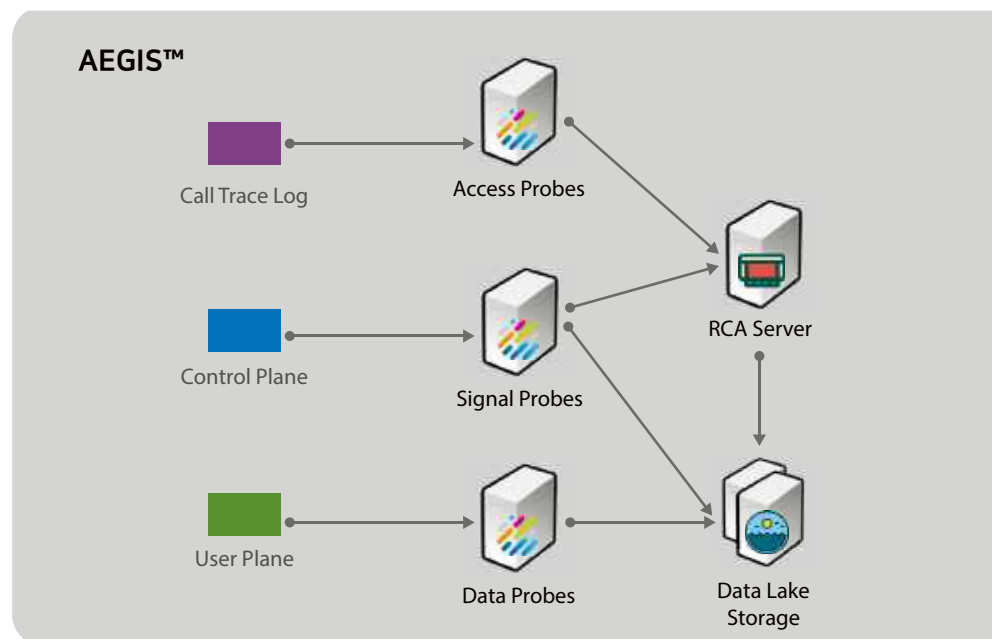 AEGIS™
Access Probes
Call Trace Log
RCA Server
Control Plane
Signal Probes
User Plane
Data Probes
Data Lake
Storage